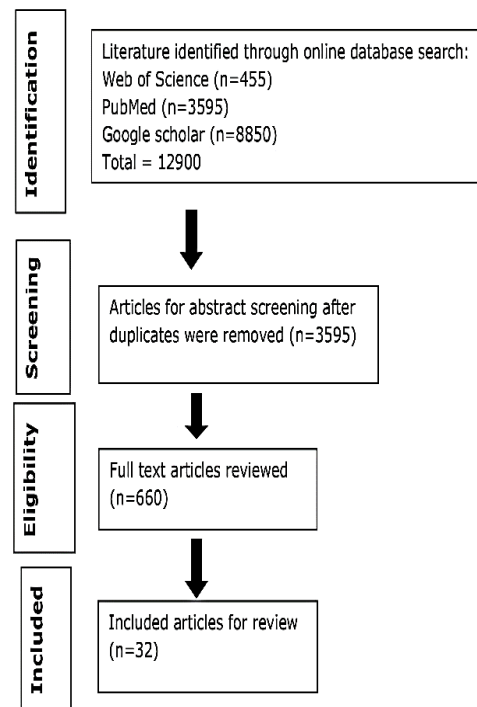 Identification
Literature identified through online database search:
Web of Science (n=455)
PubMed (n=3595)
Google scholar (n=8850)
Total = 12900
Screening
Articles for abstract screening after
duplicates were removed (n=3595)
Eligibility
Full text articles reviewed
(n=660)
Included
Included articles for review
(n=32)